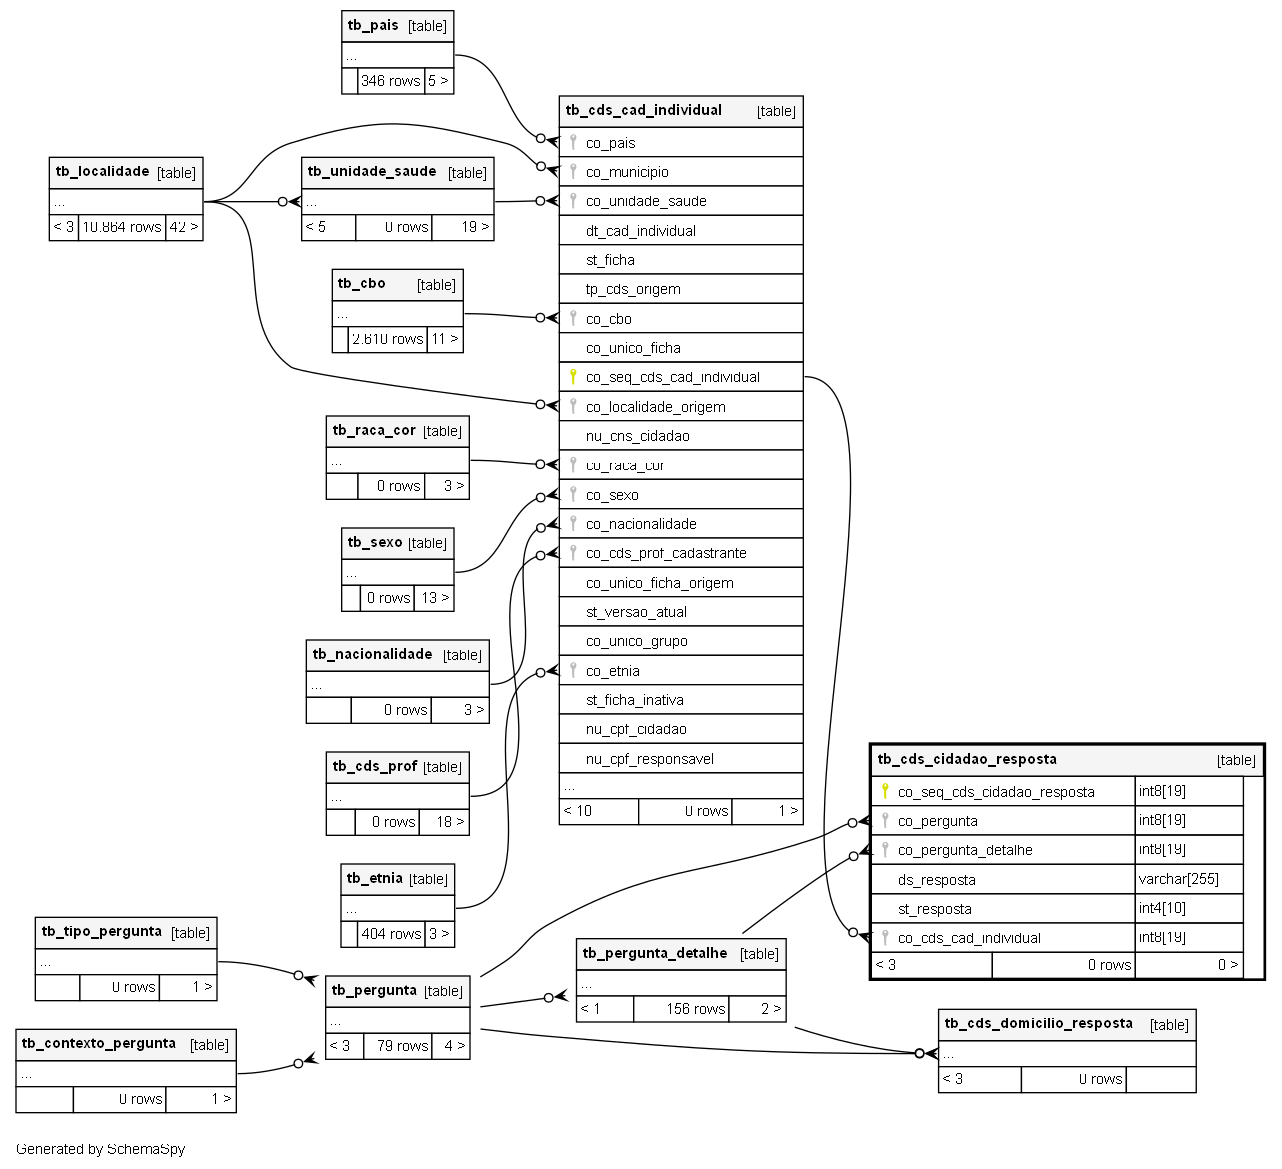 tb_pais [table]
...
346 rows 5 >
tb_localidade [table]
...
< 3 10.864 rows 42 >
tb_unidade_saude [table]
...
< 5 0 rows 19 >
tb_cbo [table]
...
2.610 rows 11 >
tb_raca_cor [table]
...
0 rows 3 >
tb_sexo [table]
...
0 rows 13 >
tb_nacionalidade [table]
...
0 rows 3 >
tb_cds_prof [table]
...
0 rows 18 >
tb_etnia [table]
...
404 rows 3 >
tb_tipo_pergunta [table]
...
0 rows 1 >
tb_contexto_pergunta [table]
...
0 rows 1 >
tb_pergunta [table]
...
< 3 79 rows 4 >
tb_cds_cad_individual [table]
co_pais
co_municipio
co_unidade_saude
dt_cad_individual
st_ficha
tp_cds_origem
co_cbo
co_unico_ficha
co_seq_cds_cad_individual
co_localidade_origem
nu_cns_cidadao
co_raca_cor
co_sexo
co_nacionalidade
co_cds_prof_cadastrante
co_unico_ficha_origem
st_versao_atual
co_unico_grupo
co_etnia
st_ficha_inativa
nu_cpf_cidadao
nu_cpf_responsavel
...
< 10 0 rows 1 >
tb_pergunta_detalhe [table]
...
< 1 156 rows 2 >
tb_cds_cidadao_resposta [table]
co_seq_cds_cidadao_resposta int8[19]
co_pergunta int8[19]
co_pergunta_detalhe int8[19]
ds_resposta varchar[255]
st_resposta int4[10]
co_cds_cad_individual int8[19]
< 3 0 rows 0 >
tb_cds_domicilio_resposta [table]
...
< 3 0 rows
Generated by SchemaSpy